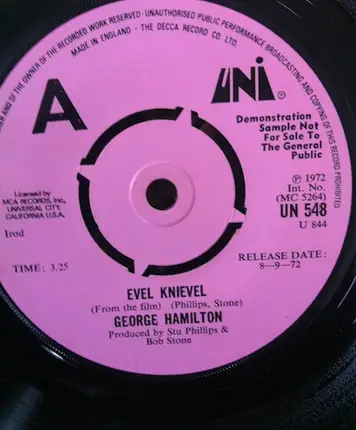 ER AND OF THE OWNER OF THE RECORDED WORK RESERVED · UNAUTHORISED PUBLIC PERFORMANCE BROADCASTING AND COPYING OF THIS RECORD PROHIBITED
MADE IN ENGLAND · THE DECCA RECORD CO. LTD.
A
UNI®
Demonstration
Sample Not
For Sale To
The General
Public
Licensed by
MCA RECORDS, Inc.,
UNIVERSAL CITY,
CALIFORNIA U.S.A.
Irod
℗ 1972
Int. No.
(MC 5264)
UN 548
U 844
TIME: 3.25
RELEASE DATE:
8—9—72
EVEL KNIEVEL
(From the film) (Phillips, Stone)
GEORGE HAMILTON
Produced by Stu Phillips &
Bob Stone